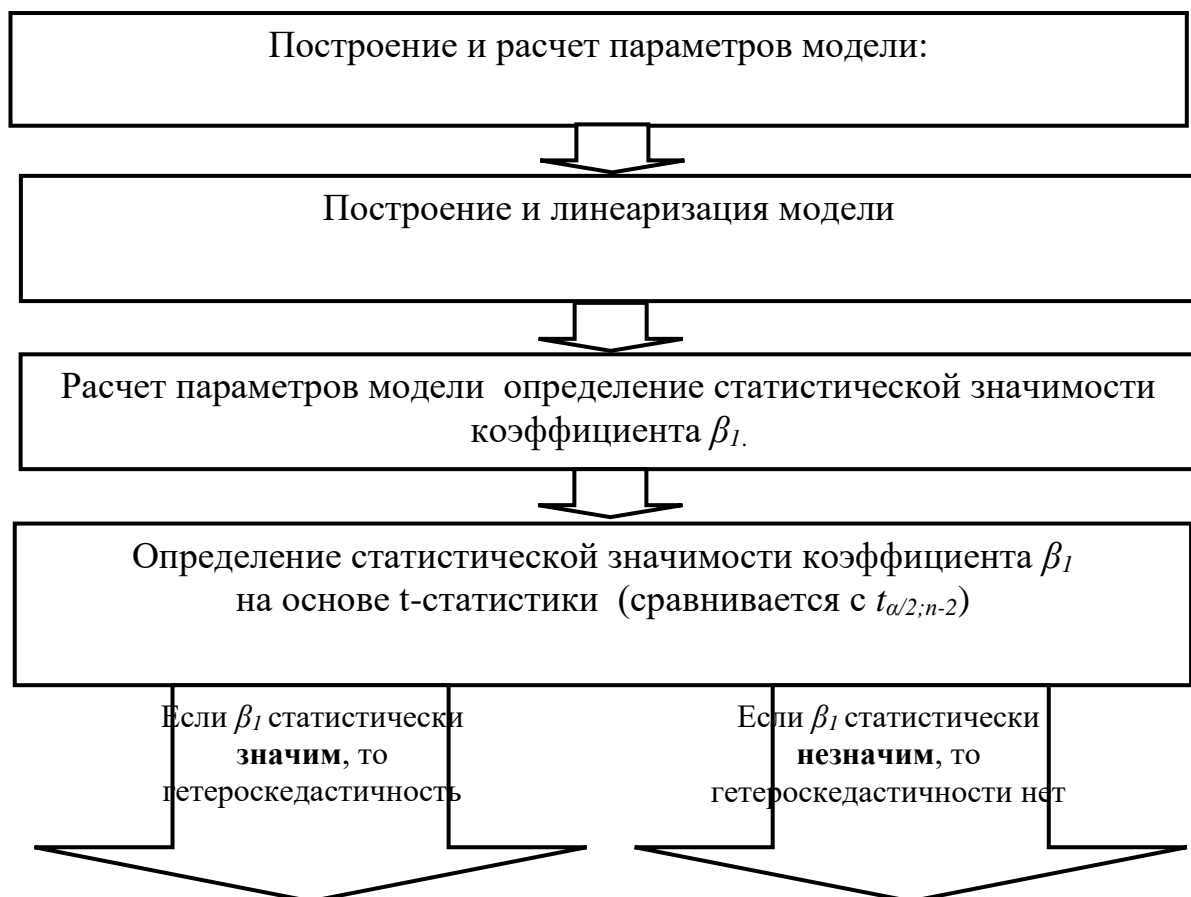 Построение и расчет параметров модели:
Построение и линеаризация модели
Расчет параметров модели определение статистической значимости
коэффициента β1.
Определение статистической значимости коэффициента β1
на основе t-статистики (сравнивается с tα/2;n-2)
Если β1 статистически
значим, то
гетероскедастичность
Если β1 статистически
незначим, то
гетероскедастичности нет